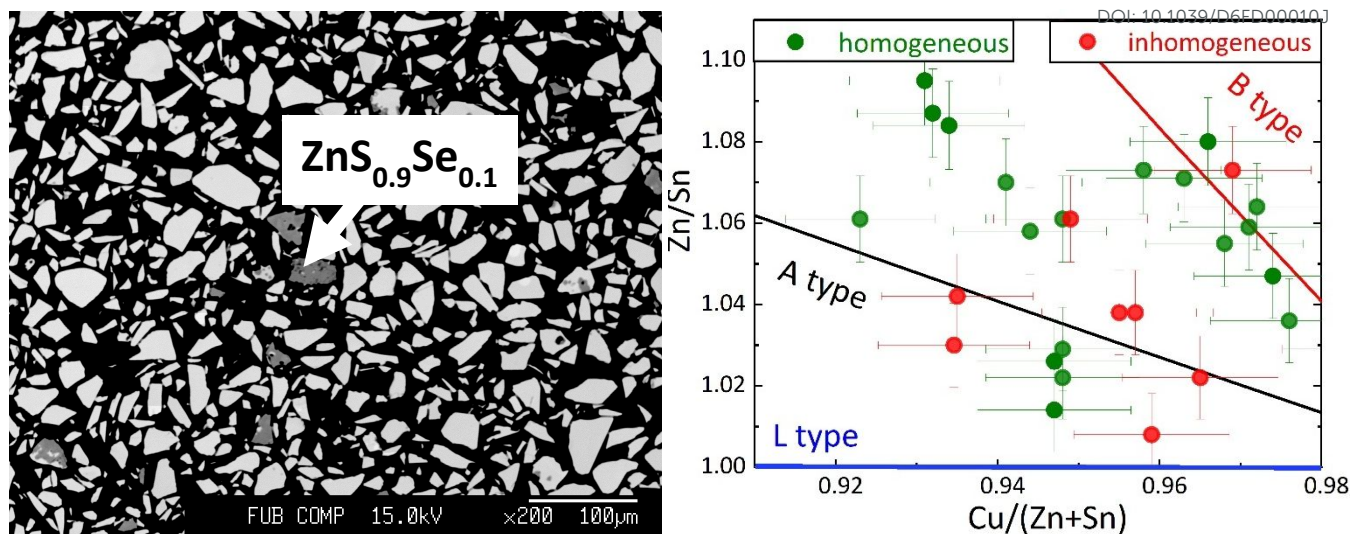 ZnS0.9Se0.1
FUB COMP 15.0kV ×200 100µm
DOI: 10.1039/D6FD00010J
homogeneous
inhomogeneous
B type
A type
L type
Zn/Sn
1.10
1.08
1.06
1.04
1.02
1.00
0.92 0.94 0.96 0.98
Cu/(Zn+Sn)